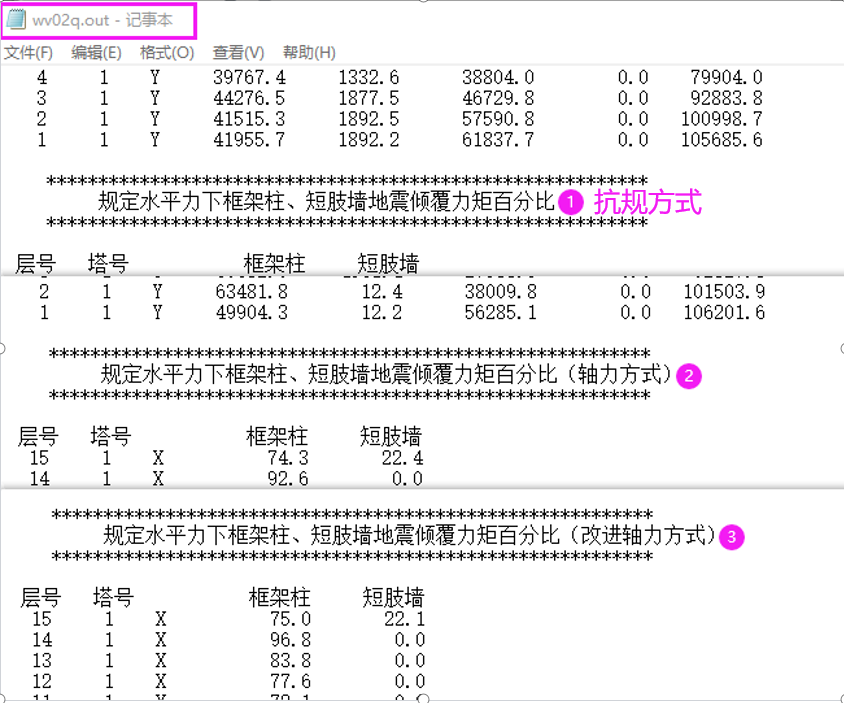 wv02q.out - 记事本
文件(F) 编辑(E) 格式(O) 查看(V) 帮助(H)
4 1 Y 39767.4 1332.6 38804.0 0.0 79904.0
3 1 Y 44276.5 1877.5 46729.8 0.0 92883.8
2 1 Y 41515.3 1892.5 57590.8 0.0 100998.7
1 1 Y 41955.7 1892.2 61837.7 0.0 105685.6
**********************************************************
规定水平力下框架柱、短肢墙地震倾覆力矩百分比 1 抗规方式
**********************************************************
层号 塔号 框架柱 短肢墙
2 1 Y 63481.8 12.4 38009.8 0.0 101503.9
1 1 Y 49904.3 12.2 56285.1 0.0 106201.6
**********************************************************
规定水平力下框架柱、短肢墙地震倾覆力矩百分比（轴力方式） 2
**********************************************************
层号 塔号 框架柱 短肢墙
15 1 X 74.3 22.4
14 1 X 92.6 0.0
**********************************************************
规定水平力下框架柱、短肢墙地震倾覆力矩百分比（改进轴力方式） 3
**********************************************************
层号 塔号 框架柱 短肢墙
15 1 X 75.0 22.1
14 1 X 96.8 0.0
13 1 X 83.8 0.0
12 1 X 77.6 0.0